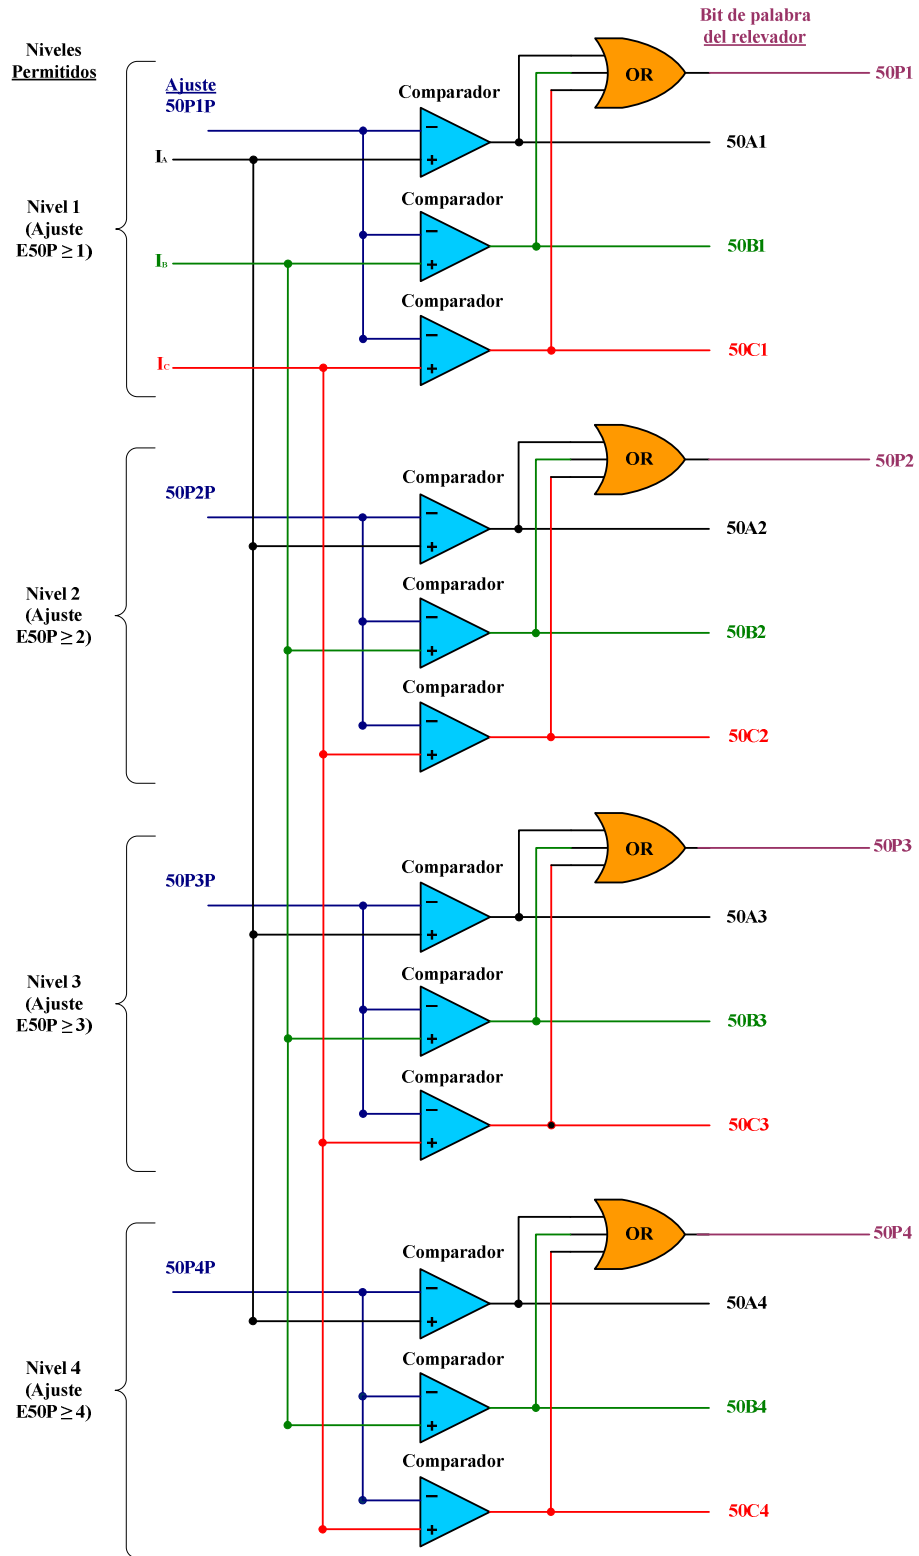 Bit de palabra
del relevador
Niveles
Permitidos
Ajuste
50P1P
Comparador
OR
50P1
− 
+
50A1
IA
Nivel 1
(Ajuste
E50P ≥ 1)
Comparador
−
+
50B1
IB
Comparador
−
+
50C1
IC
OR
50P2
Comparador
50P2P
−
+
50A2
Nivel 2
(Ajuste
E50P ≥ 2)
Comparador
−
+
50B2
Comparador
−
+
50C2
OR
50P3
Comparador
50P3P
−
+
50A3
Nivel 3
(Ajuste
E50P ≥ 3)
Comparador
−
+
50B3
Comparador
−
+
50C3
OR
50P4
Comparador
50P4P
−
+
50A4
Nivel 4
(Ajuste
E50P ≥ 4)
Comparador
−
+
50B4
Comparador
−
+
50C4